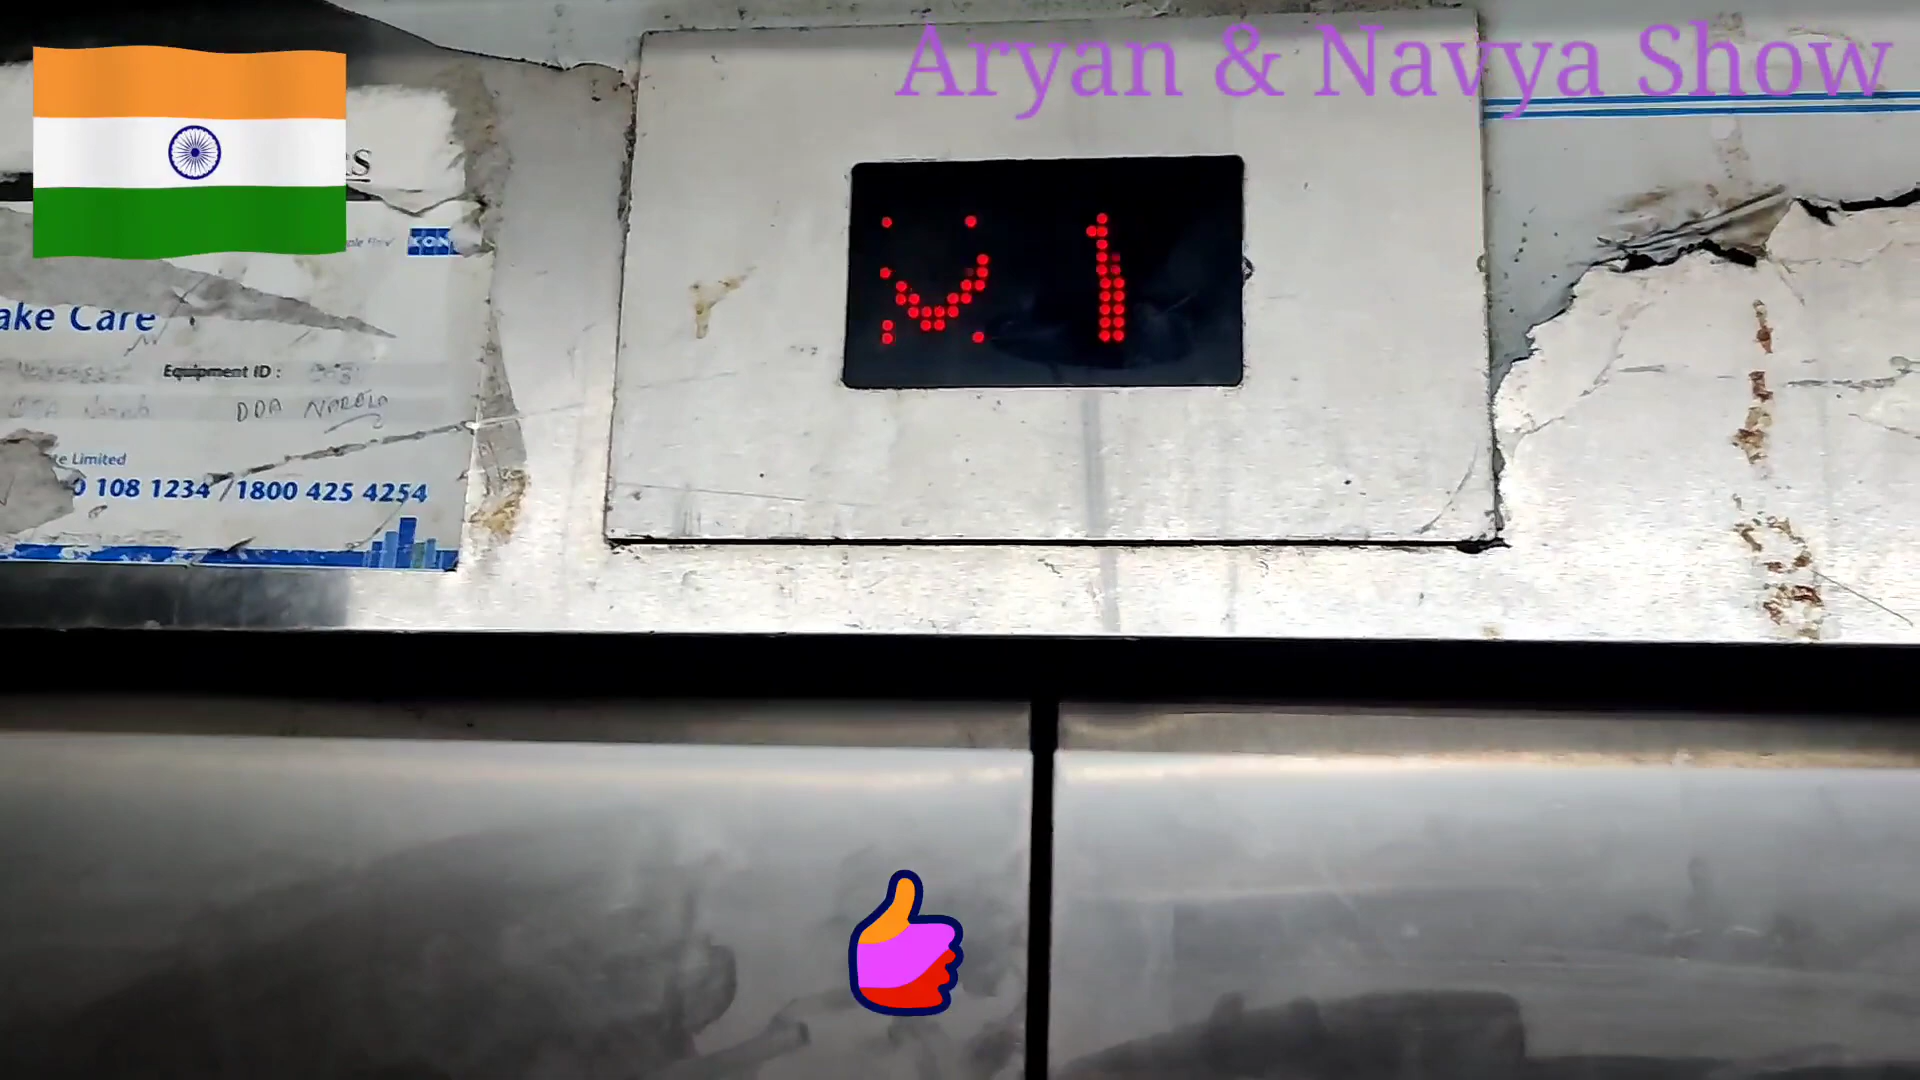 Aryan & Navya Show
KON
ake Care
Equipment ID :
DDA NARELA
te Limited
0 108 1234 / 1800 425 4254
1